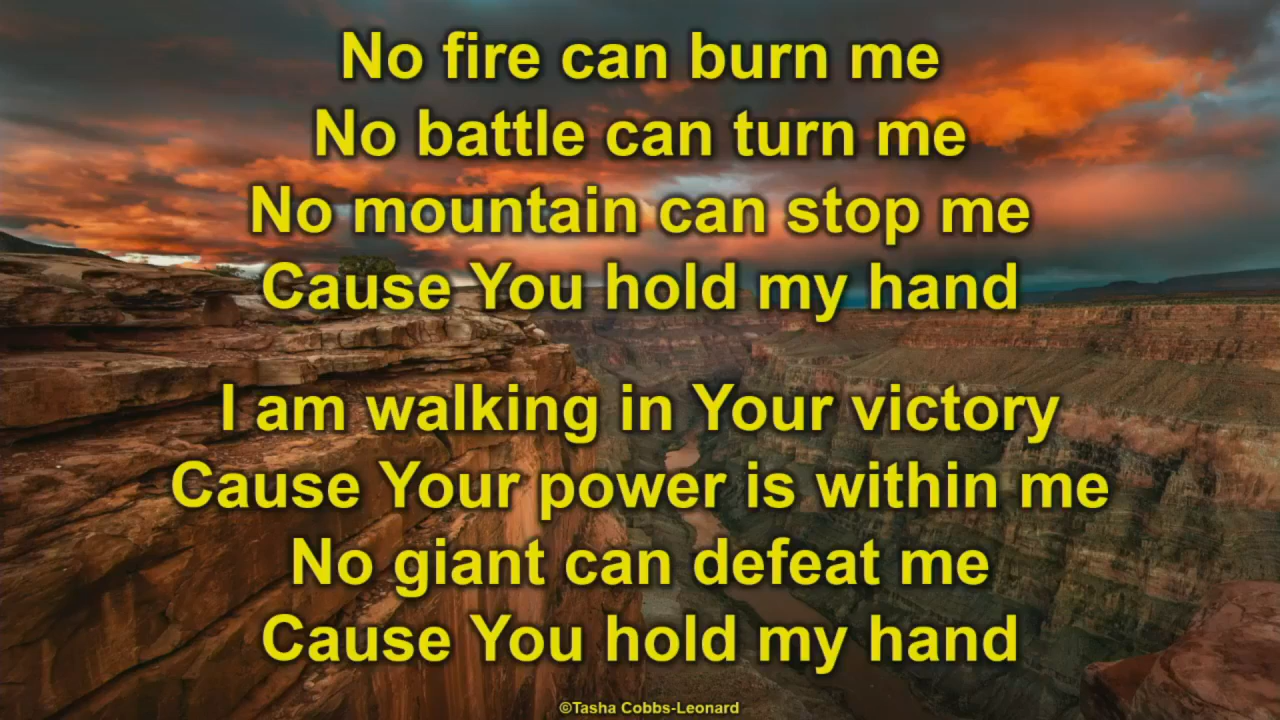 No fire can burn me
No battle can turn me
No mountain can stop me
Cause You hold my hand
I am walking in Your victory
Cause Your power is within me
No giant can defeat me
Cause You hold my hand
©Tasha Cobbs-Leonard